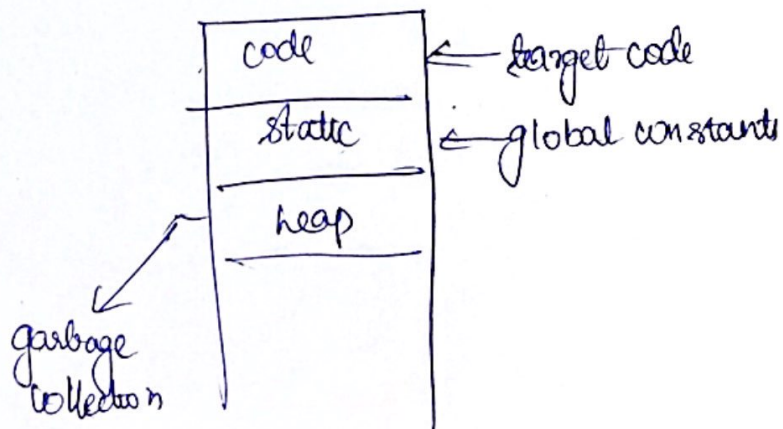 code
target code
static
global constants
heap
garbage
collection